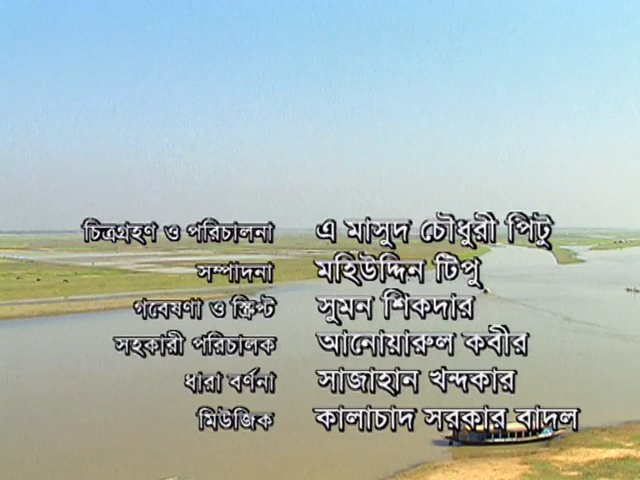 চিত্রগ্রহণ ও পরিচালনা এ মাসুদ চৌধুরী পিটু
সম্পাদনা মহিউদ্দিন টিপু
গবেষণা ও স্ক্রিপ্ট সুমন শিকদার
সহকারী পরিচালক আনোয়ারুল কবীর
ধারা বর্ণনা সাজাহান খন্দকার
মিউজিক কালাচাদ সরকার বাদল